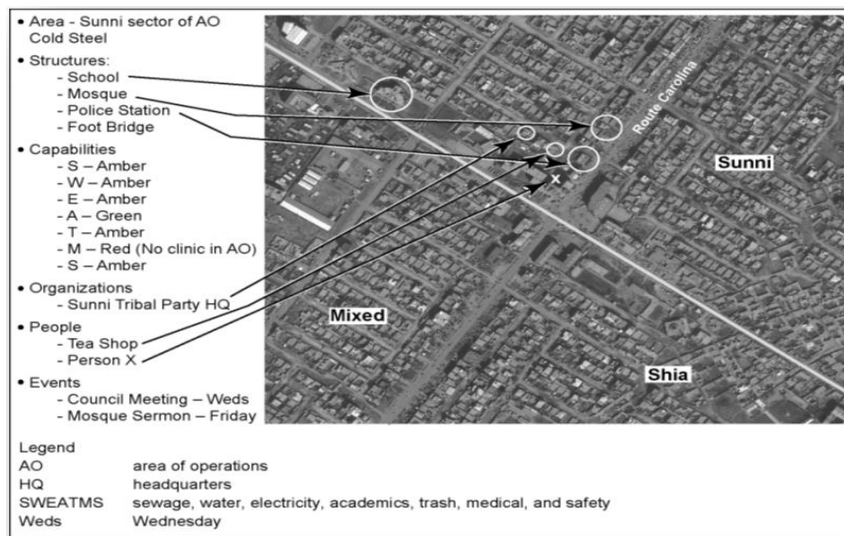 • Area - Sunni sector of AO
Cold Steel
• Structures:
- School
- Mosque
- Police Station
- Foot Bridge
• Capabilities
- S – Amber
- W – Amber
- E – Amber
- A – Green
- T – Amber
- M – Red (No clinic in AO)
- S – Amber
• Organizations
- Sunni Tribal Party HQ
• People
- Tea Shop
- Person X
• Events
- Council Meeting – Weds
- Mosque Sermon – Friday
Route Carolina
Sunni
X
Mixed
Shia
Legend
AO area of operations
HQ headquarters
SWEATMS sewage, water, electricity, academics, trash, medical, and safety
Weds Wednesday